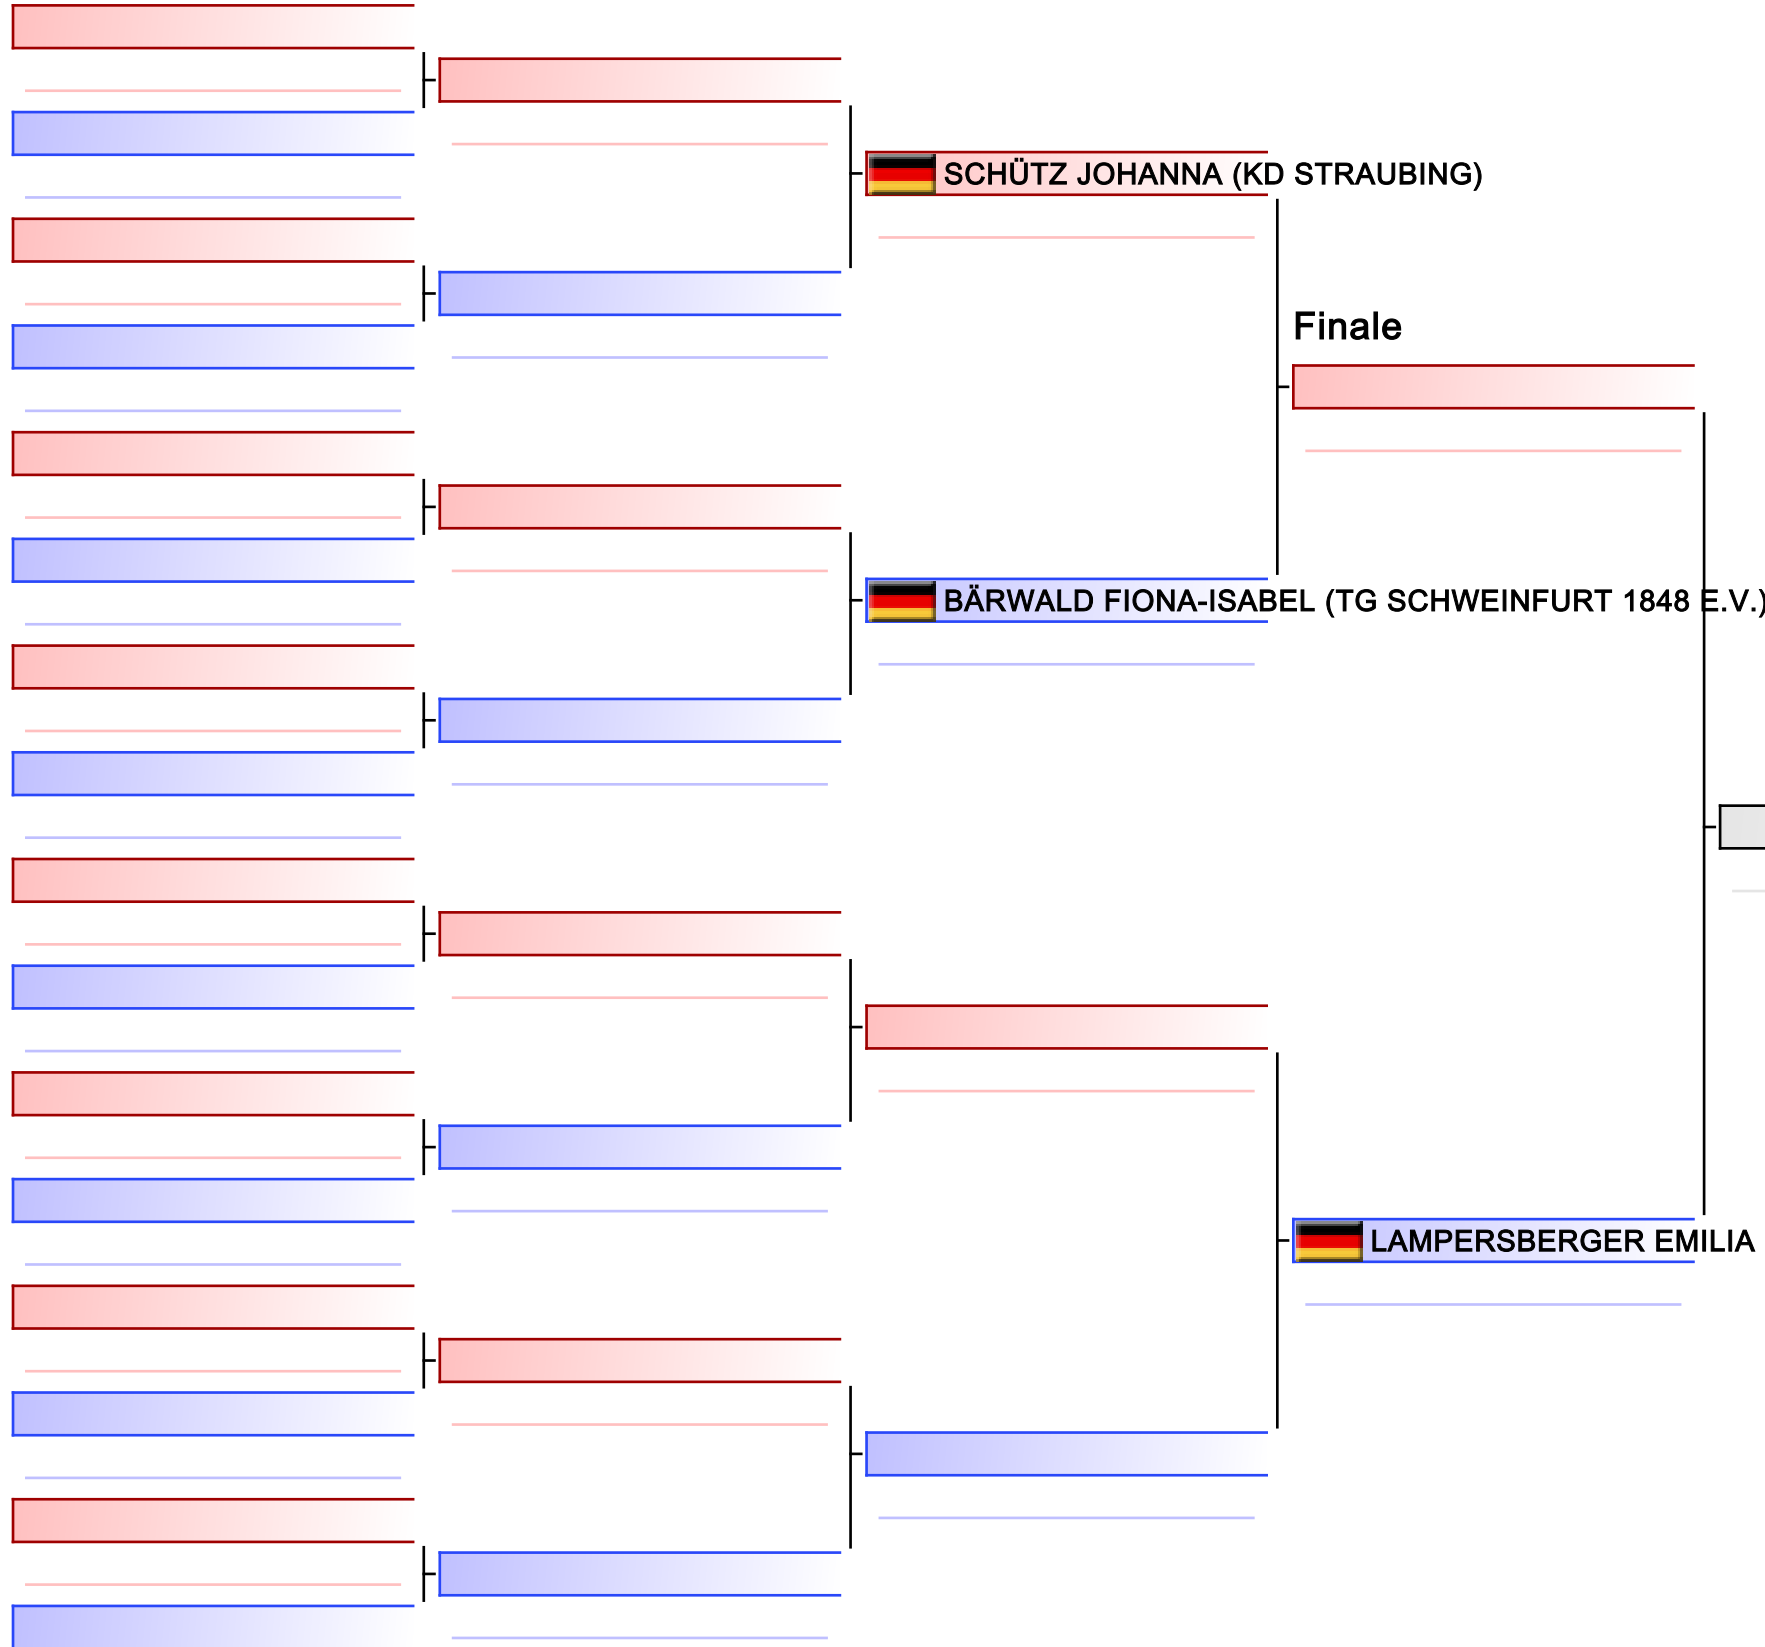 SCHÜTZ JOHANNA (KD STRAUBING)
Finale
BÄRWALD FIONA-ISABEL (TG SCHWEINFURT 1848 E.V.)
LAMPERSBERGER EMILIA